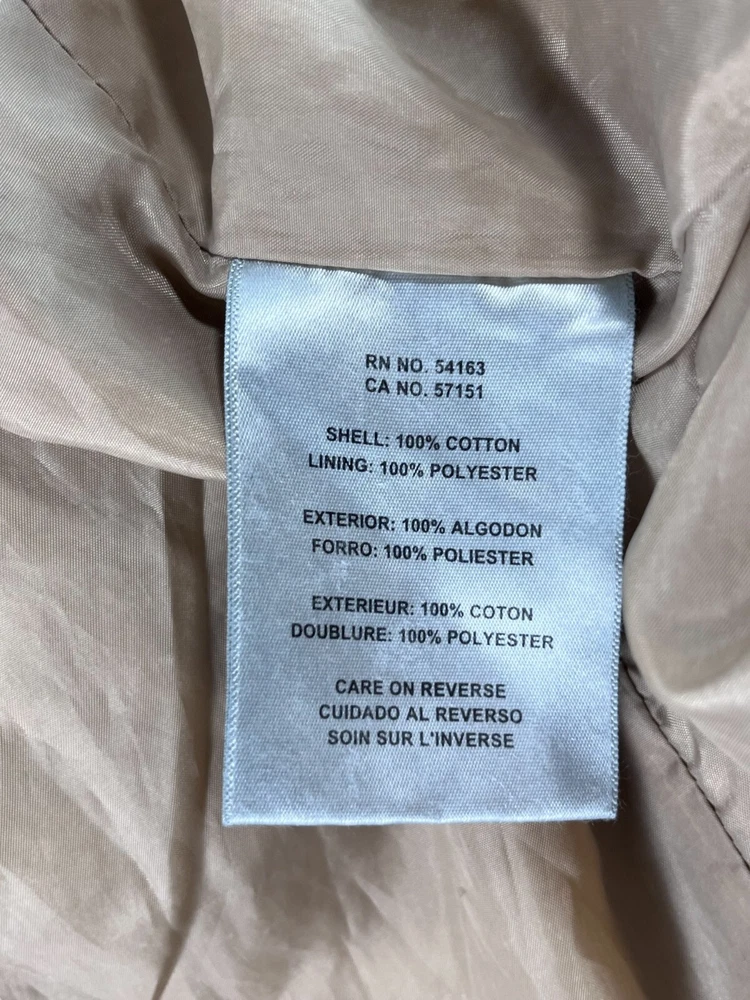 RN NO. 54163
CA NO. 57151
SHELL: 100% COTTON
LINING: 100% POLYESTER
EXTERIOR: 100% ALGODON
FORRO: 100% POLIESTER
EXTERIEUR: 100% COTON
DOUBLURE: 100% POLYESTER
CARE ON REVERSE
CUIDADO AL REVERSO
SOIN SUR L'INVERSE